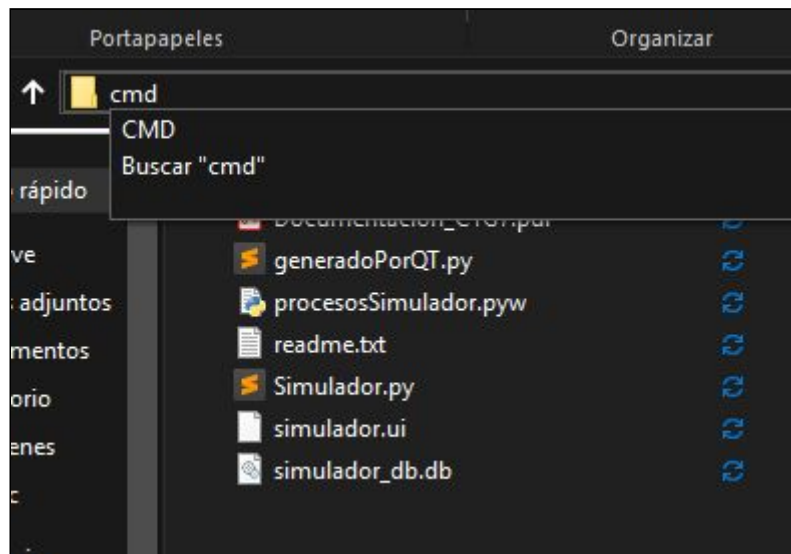 Portapapeles
Organizar
cmd
CMD
Buscar "cmd"
rápido
ve
adjuntos
mentos
orio
enes
c
generadoPorQT.py
procesosSimulador.pyw
readme.txt
Simulador.py
simulador.ui
simulador_db.db